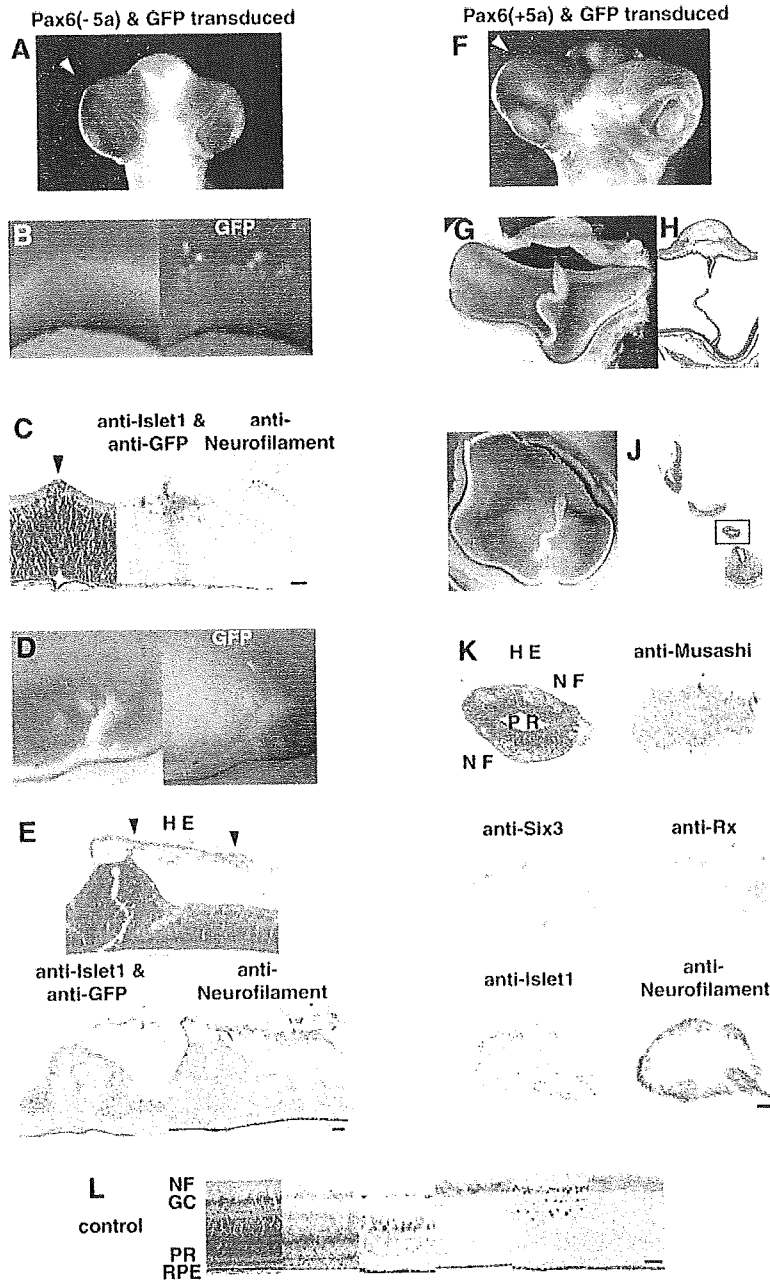 Pax6(-5a) & GFP transduced
Pax6(+5a) & GFP transduced
A
F
B
GFP
G
H
C
anti-Islet1 &
anti-GFP
anti-
Neurofilament
J
D
GFP
K
H E
N F
P R
N F
anti-Musashi
E
H E
anti-Six3
anti-Rx
anti-Islet1 &
anti-GFP
anti-
Neurofilament
anti-Islet1
anti-
Neurofilament
L
control
NF
GC
PR
RPE